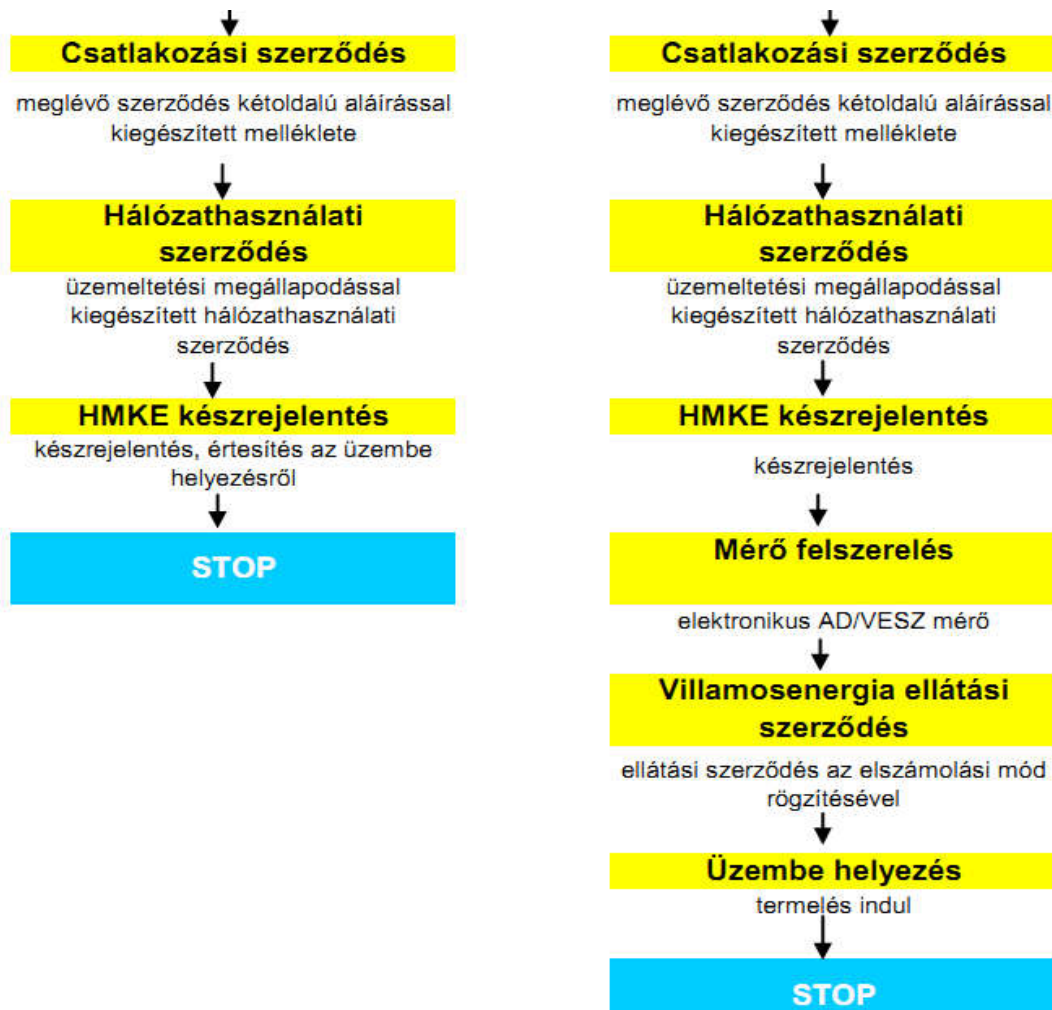 Csatlakozási szerződés
meglévő szerződés kétoldalú aláírással
kiegészített melléklete
Hálózathasználati
szerződés
üzemeltetési megállapodással
kiegészített hálózathasználati
szerződés
HMKE készrejelentés
készrejelentés, értesítés az üzembe
helyezésről
STOP
Csatlakozási szerződés
meglévő szerződés kétoldalú aláírással
kiegészített melléklete
Hálózathasználati
szerződés
üzemeltetési megállapodással
kiegészített hálózathasználati
szerződés
HMKE készrejelentés
készrejelentés
Mérő felszerelés
elektronikus AD/VESZ mérő
Villamosenergia ellátási
szerződés
ellátási szerződés az elszámolási mód
rögzítésével
Üzembe helyezés
termelés indul
STOP